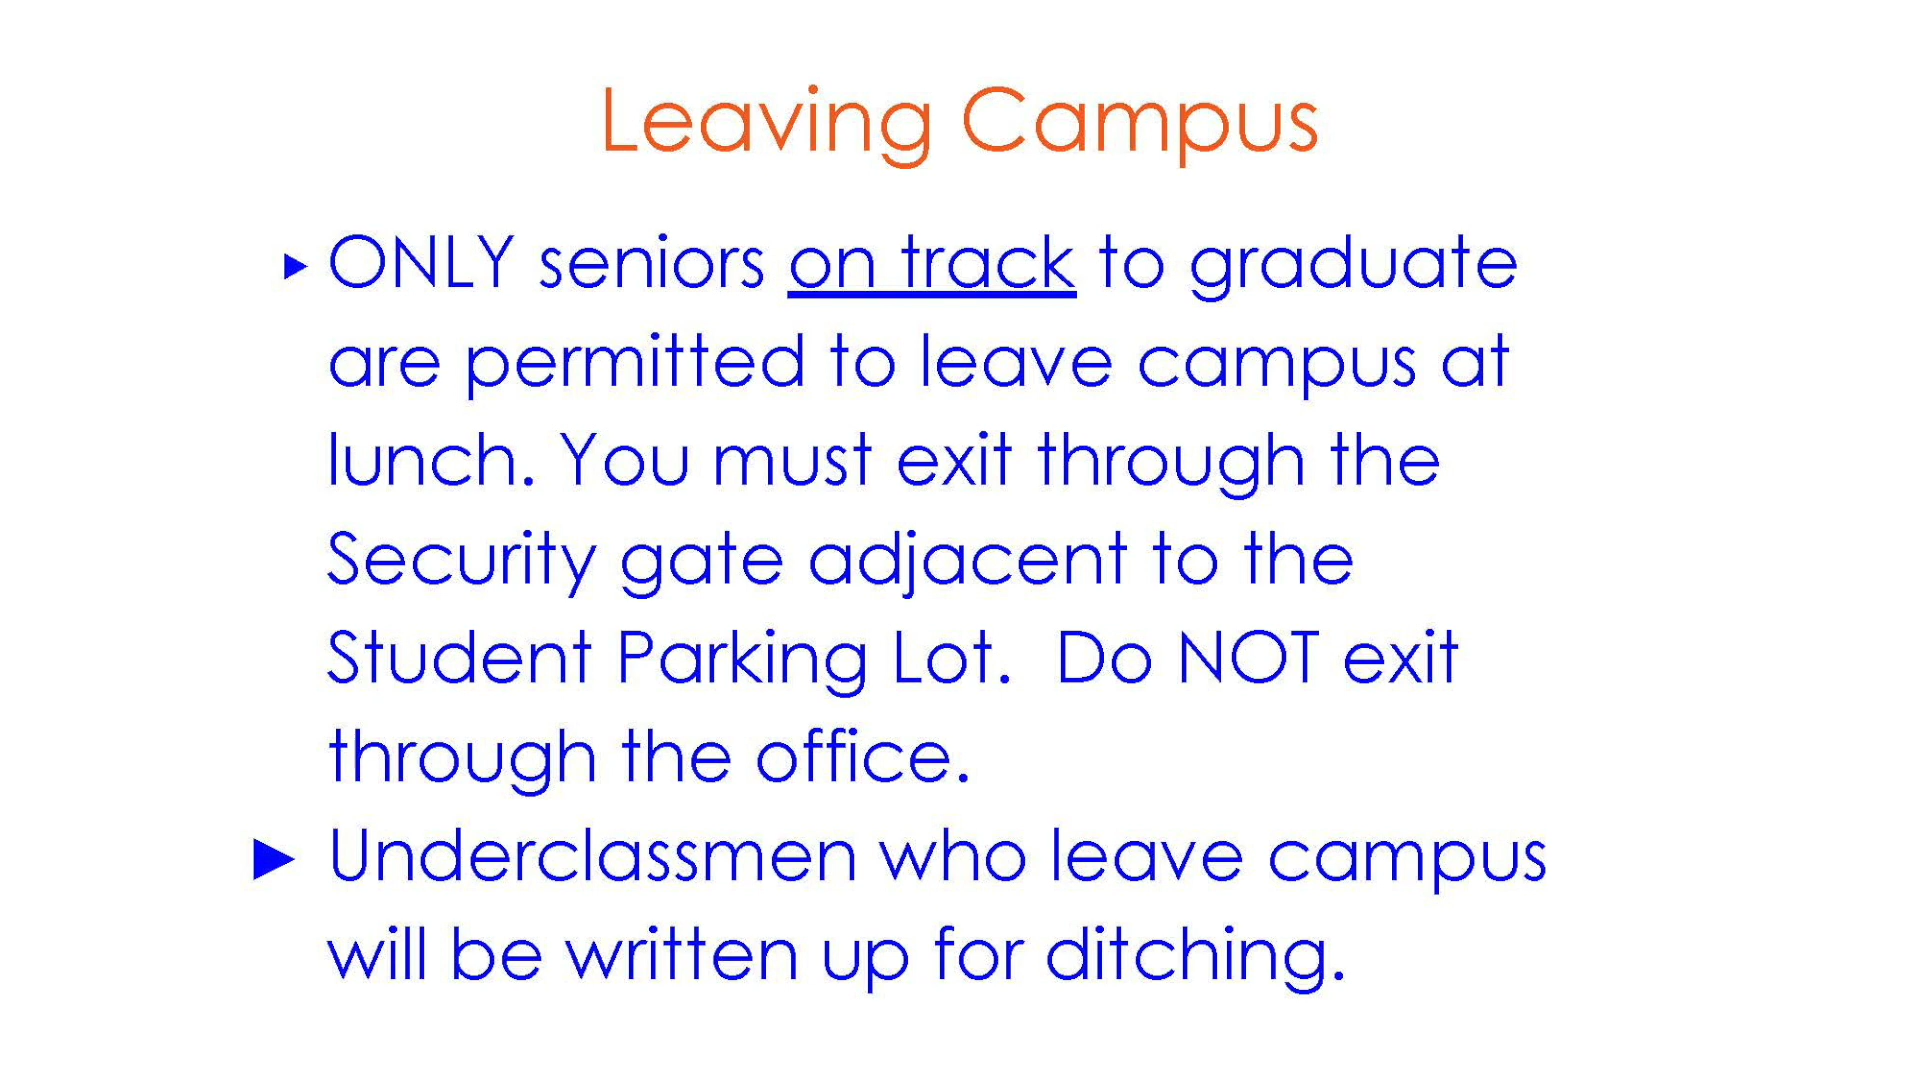 Leaving Campus
ONLY seniors on track to graduate
are permitted to leave campus at
lunch. You must exit through the
Security gate adjacent to the
Student Parking Lot.  Do NOT exit
through the office.
Underclassmen who leave campus
will be written up for ditching.